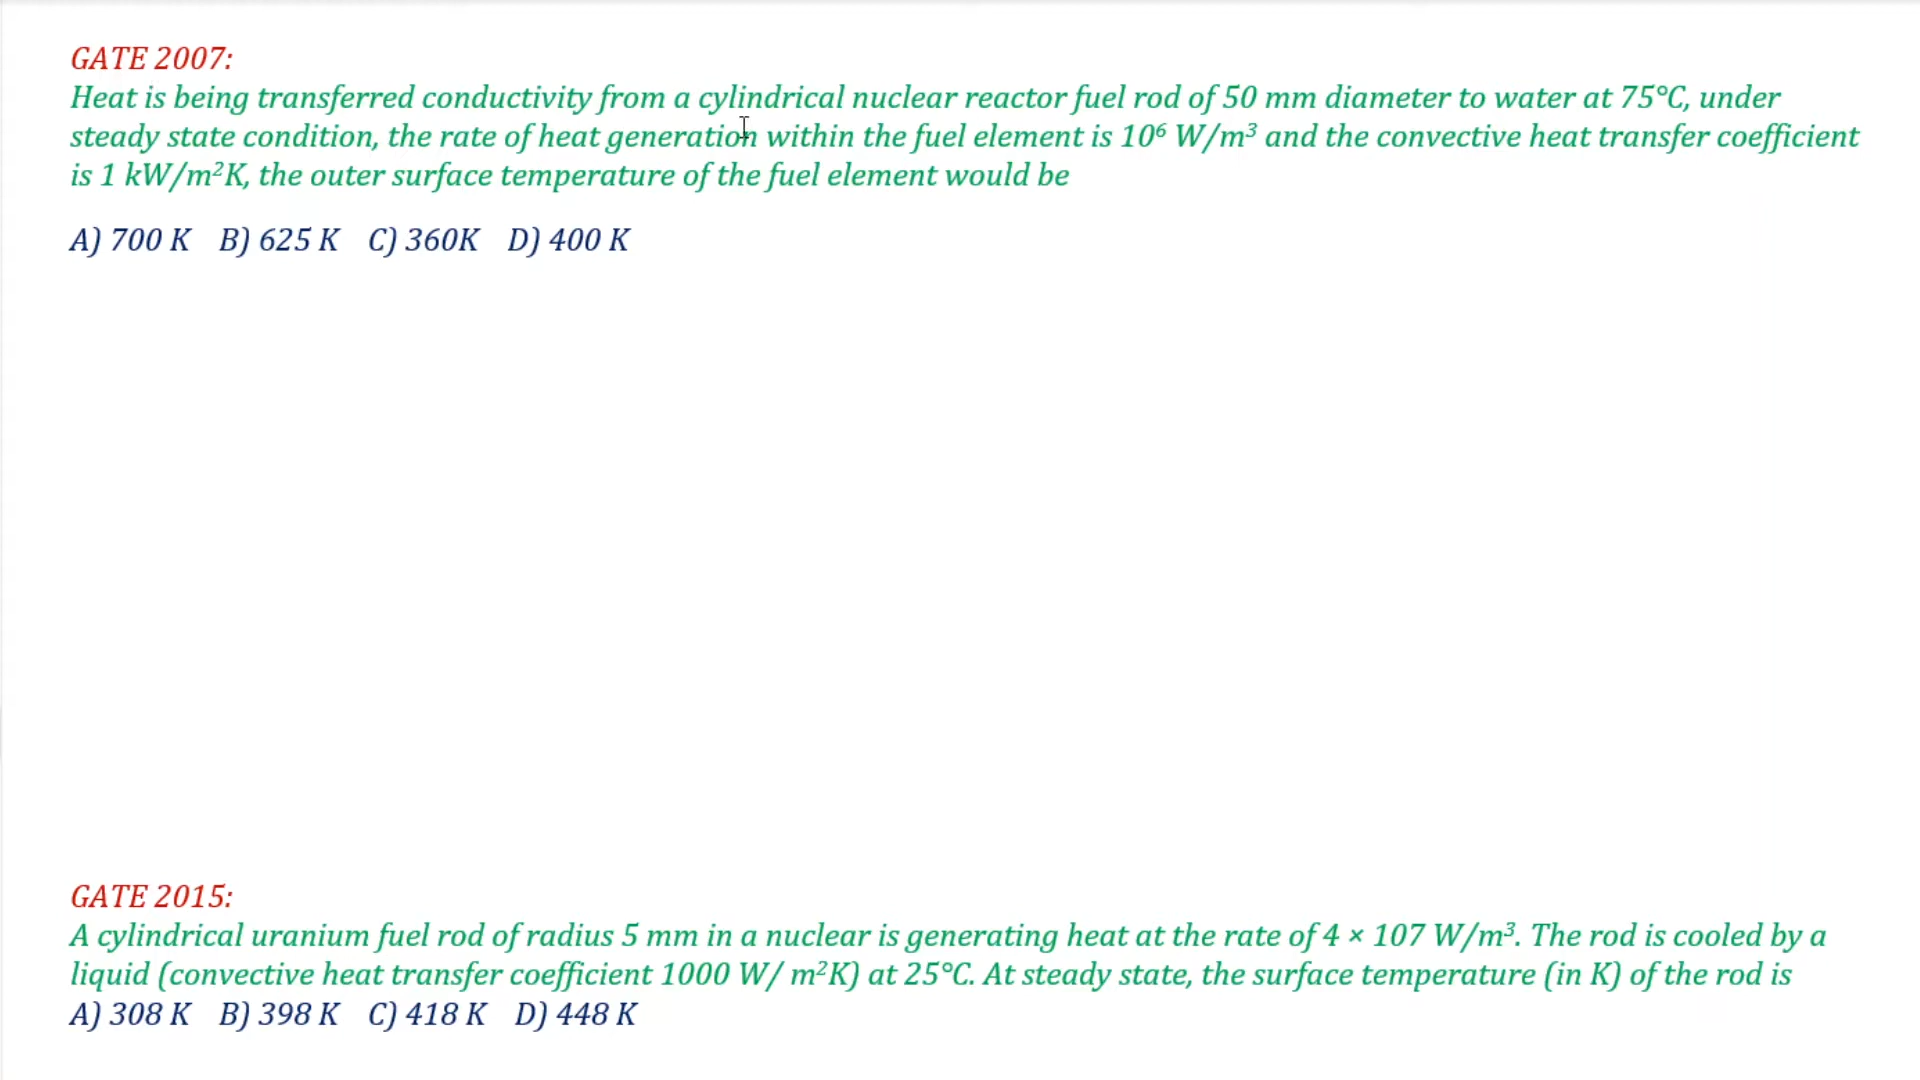 GATE 2007:
Heat is being transferred conductivity from a cylindrical nuclear reactor fuel rod of 50 mm diameter to water at 75°C, under
steady state condition, the rate of heat generation within the fuel element is 10⁶ W/m³ and the convective heat transfer coefficient
is 1 kW/m²K, the outer surface temperature of the fuel element would be
A) 700 K B) 625 K C) 360K D) 400 K
GATE 2015:
A cylindrical uranium fuel rod of radius 5 mm in a nuclear is generating heat at the rate of 4 × 107 W/m³. The rod is cooled by a
liquid (convective heat transfer coefficient 1000 W/ m²K) at 25°C. At steady state, the surface temperature (in K) of the rod is
A) 308 K B) 398 K C) 418 K D) 448 K